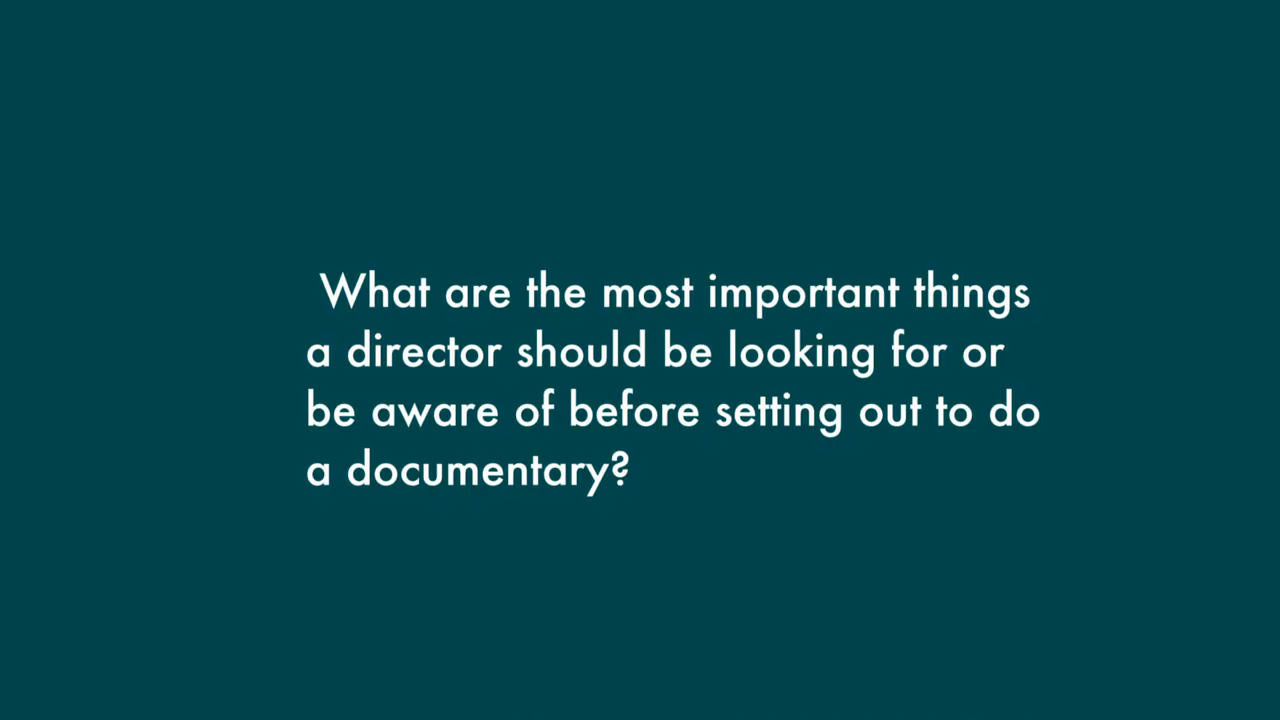 What are the most important things
a director should be looking for or
be aware of before setting out to do
a documentary?